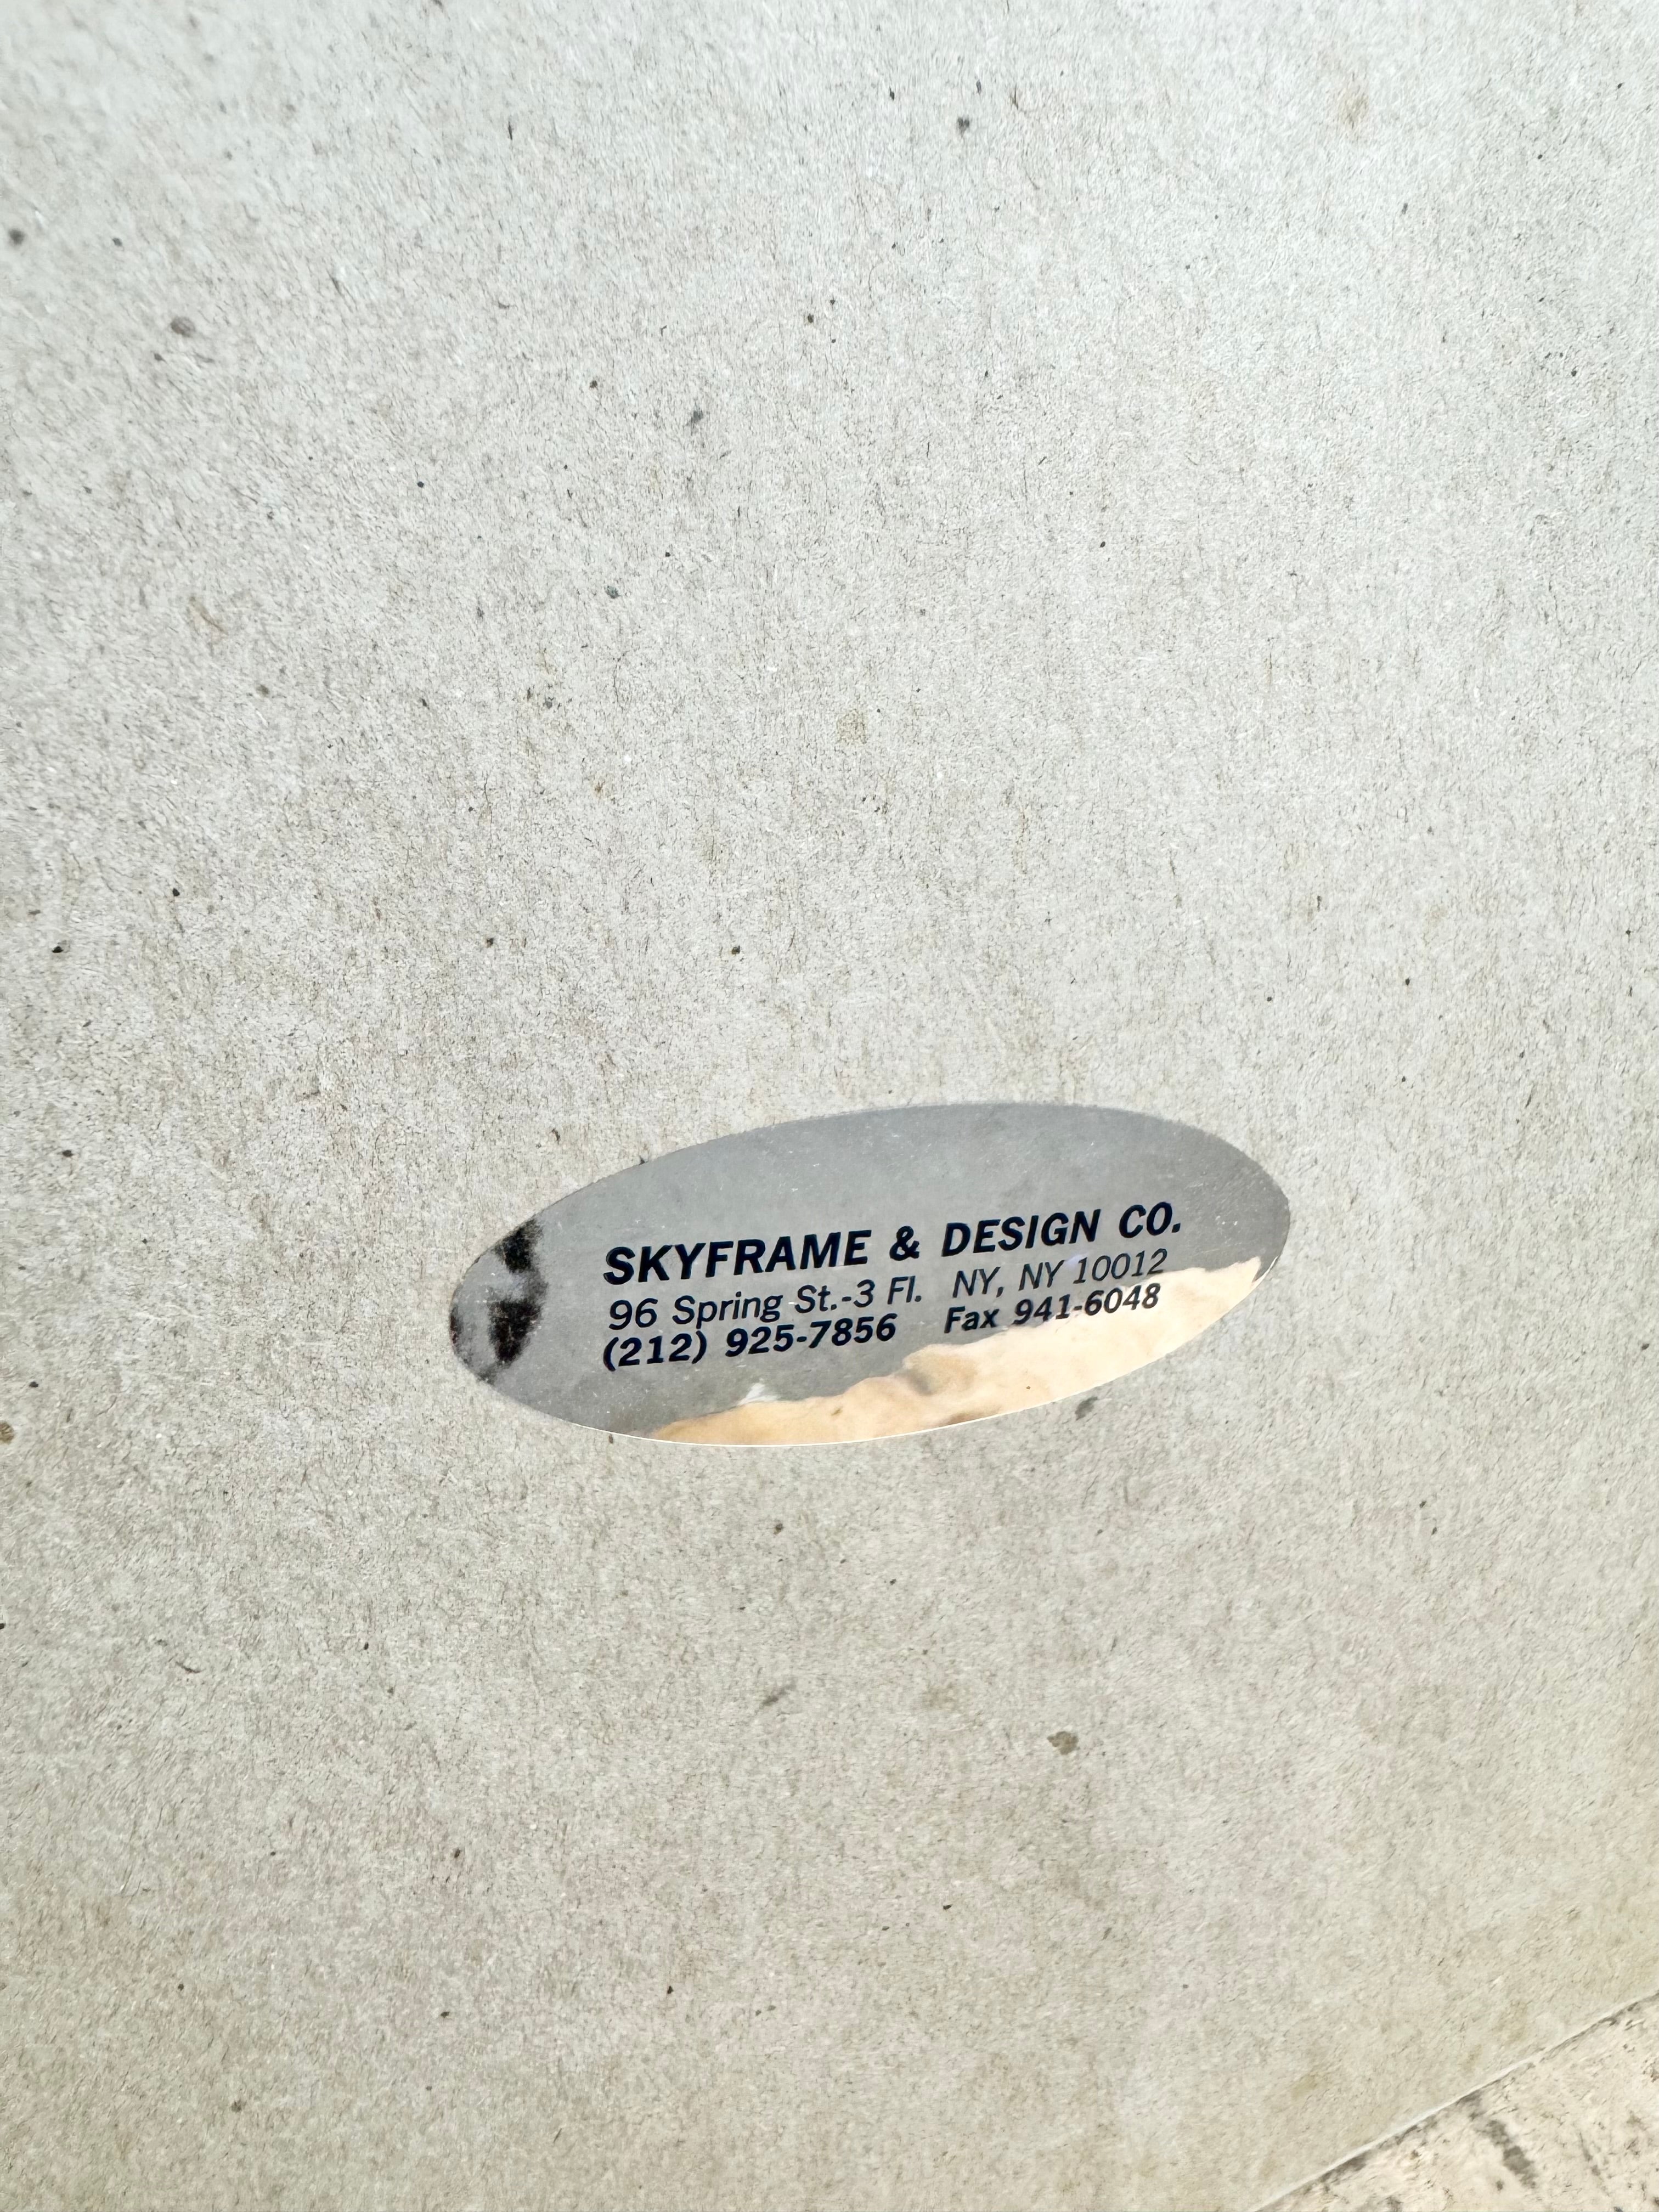 SKYFRAME & DESIGN CO.
96 Spring St.-3 Fl. NY, NY 10012
(212) 925-7856 Fax 941-6048